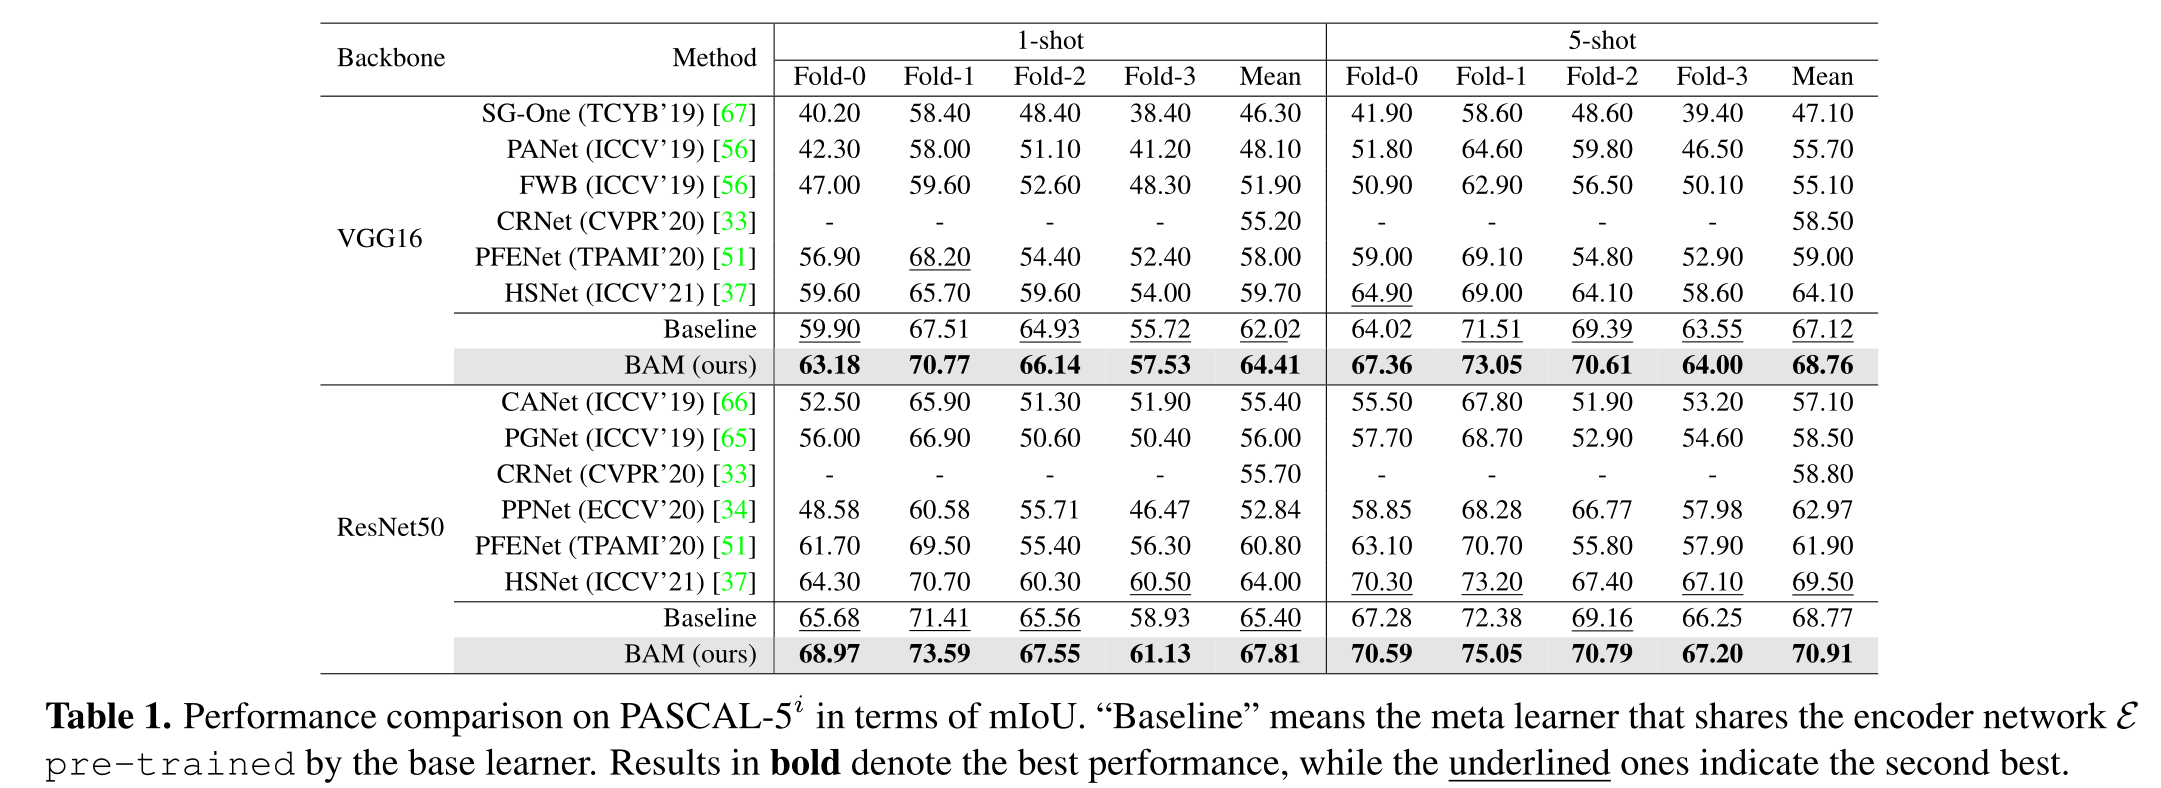 Backbone Method 1-shot 5-shot
Fold-0 Fold-1 Fold-2 Fold-3 Mean Fold-0 Fold-1 Fold-2 Fold-3 Mean
VGG16
SG-One (TCYB’19) [67] 40.20 58.40 48.40 38.40 46.30 41.90 58.60 48.60 39.40 47.10
PANet (ICCV’19) [56] 42.30 58.00 51.10 41.20 48.10 51.80 64.60 59.80 46.50 55.70
FWB (ICCV’19) [56] 47.00 59.60 52.60 48.30 51.90 50.90 62.90 56.50 50.10 55.10
CRNet (CVPR’20) [33] - - - - 55.20 - - - - 58.50
PFENet (TPAMI’20) [51] 56.90 68.20 54.40 52.40 58.00 59.00 69.10 54.80 52.90 59.00
HSNet (ICCV’21) [37] 59.60 65.70 59.60 54.00 59.70 64.90 69.00 64.10 58.60 64.10
Baseline 59.90 67.51 64.93 55.72 62.02 64.02 71.51 69.39 63.55 67.12
BAM (ours) 63.18 70.77 66.14 57.53 64.41 67.36 73.05 70.61 64.00 68.76
ResNet50
CANet (ICCV’19) [66] 52.50 65.90 51.30 51.90 55.40 55.50 67.80 51.90 53.20 57.10
PGNet (ICCV’19) [65] 56.00 66.90 50.60 50.40 56.00 57.70 68.70 52.90 54.60 58.50
CRNet (CVPR’20) [33] - - - - 55.70 - - - - 58.80
PPNet (ECCV’20) [34] 48.58 60.58 55.71 46.47 52.84 58.85 68.28 66.77 57.98 62.97
PFENet (TPAMI’20) [51] 61.70 69.50 55.40 56.30 60.80 63.10 70.70 55.80 57.90 61.90
HSNet (ICCV’21) [37] 64.30 70.70 60.30 60.50 64.00 70.30 73.20 67.40 67.10 69.50
Baseline 65.68 71.41 65.56 58.93 65.40 67.28 72.38 69.16 66.25 68.77
BAM (ours) 68.97 73.59 67.55 61.13 67.81 70.59 75.05 70.79 67.20 70.91
Table 1. Performance comparison on PASCAL-5^i in terms of mIoU. “Baseline” means the meta learner that shares the encoder network ℰ
pre-trained by the base learner. Results in bold denote the best performance, while the underlined ones indicate the second best.